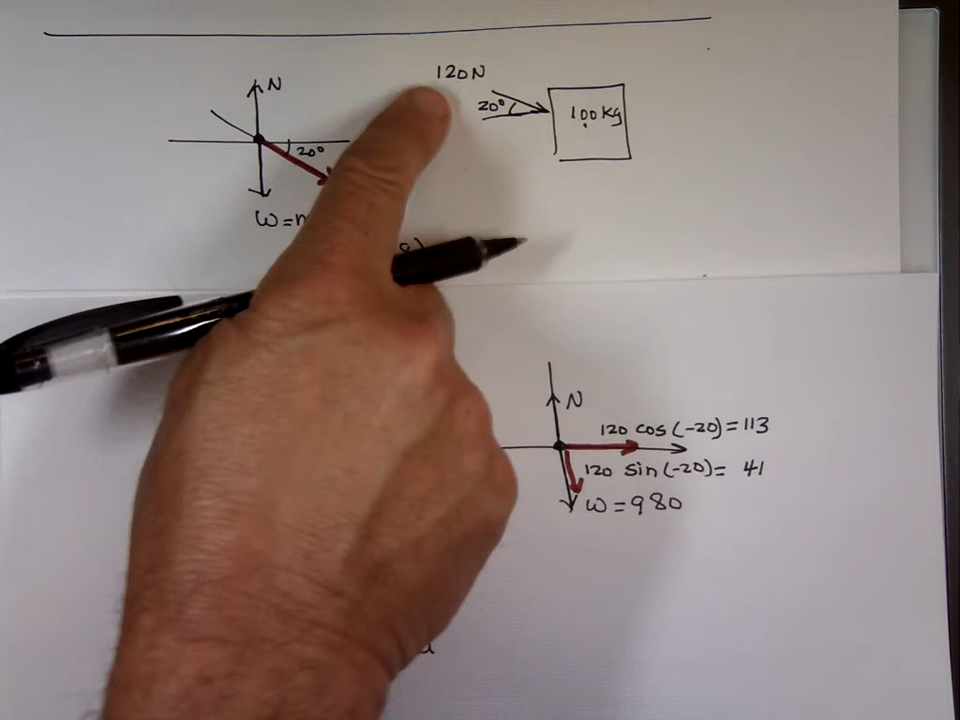 N
120N
20°
100 Kg
20°
W=
N
120 cos(-20)=113
120 sin(-20)= 41
W=980